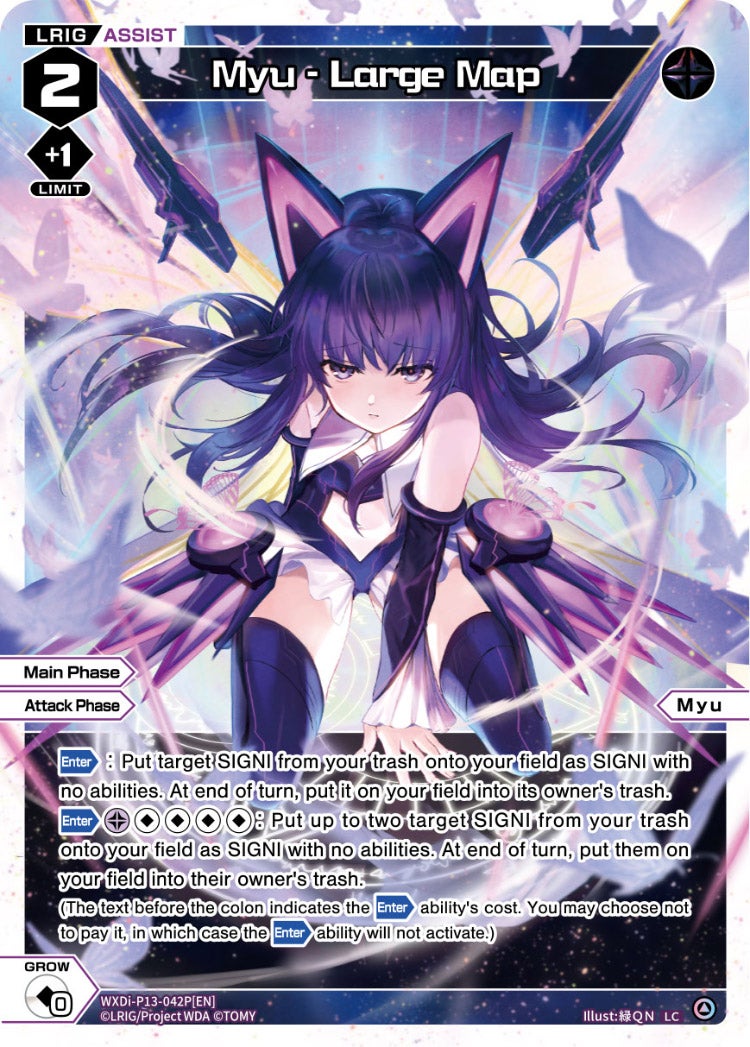 LRIG ASSIST
2
Myu - Large Map
+1
LIMIT
Main Phase
Attack Phase
Myu
Enter : Put target SIGNI from your trash onto your field as SIGNI with
no abilities. At end of turn, put it on your field into its owner's trash.
Enter : Put up to two target SIGNI from your trash
onto your field as SIGNI with no abilities. At end of turn, put them on
your field into their owner's trash.
(The text before the colon indicates the Enter ability's cost. You may choose not
to pay it, in which case the Enter ability will not activate.)
GROW
0
WXDi-P13-042P[EN]
©LRIG/Project WDA ©TOMY
Illust:緑QN LC